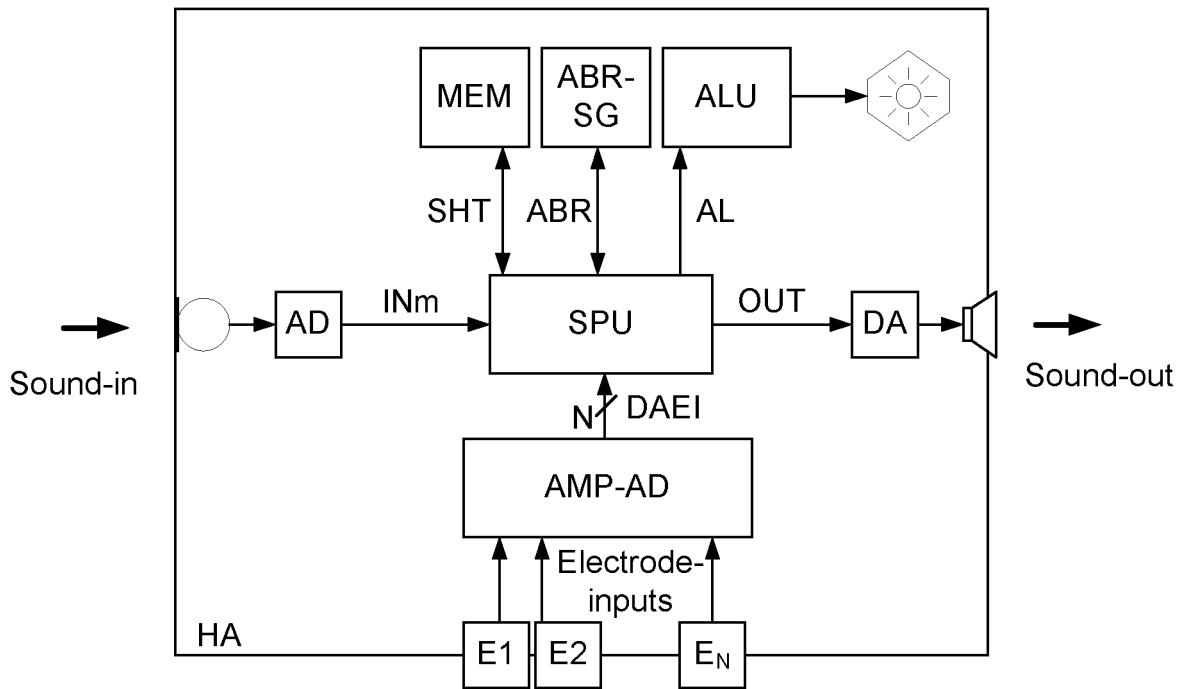 MEM
ABR-
SG
ALU
SHT
ABR
AL
INm
OUT
AD
SPU
DA
Sound-in
Sound-out
N
DAEI
AMP-AD
Electrode-
inputs
HA
E1
E2
EN